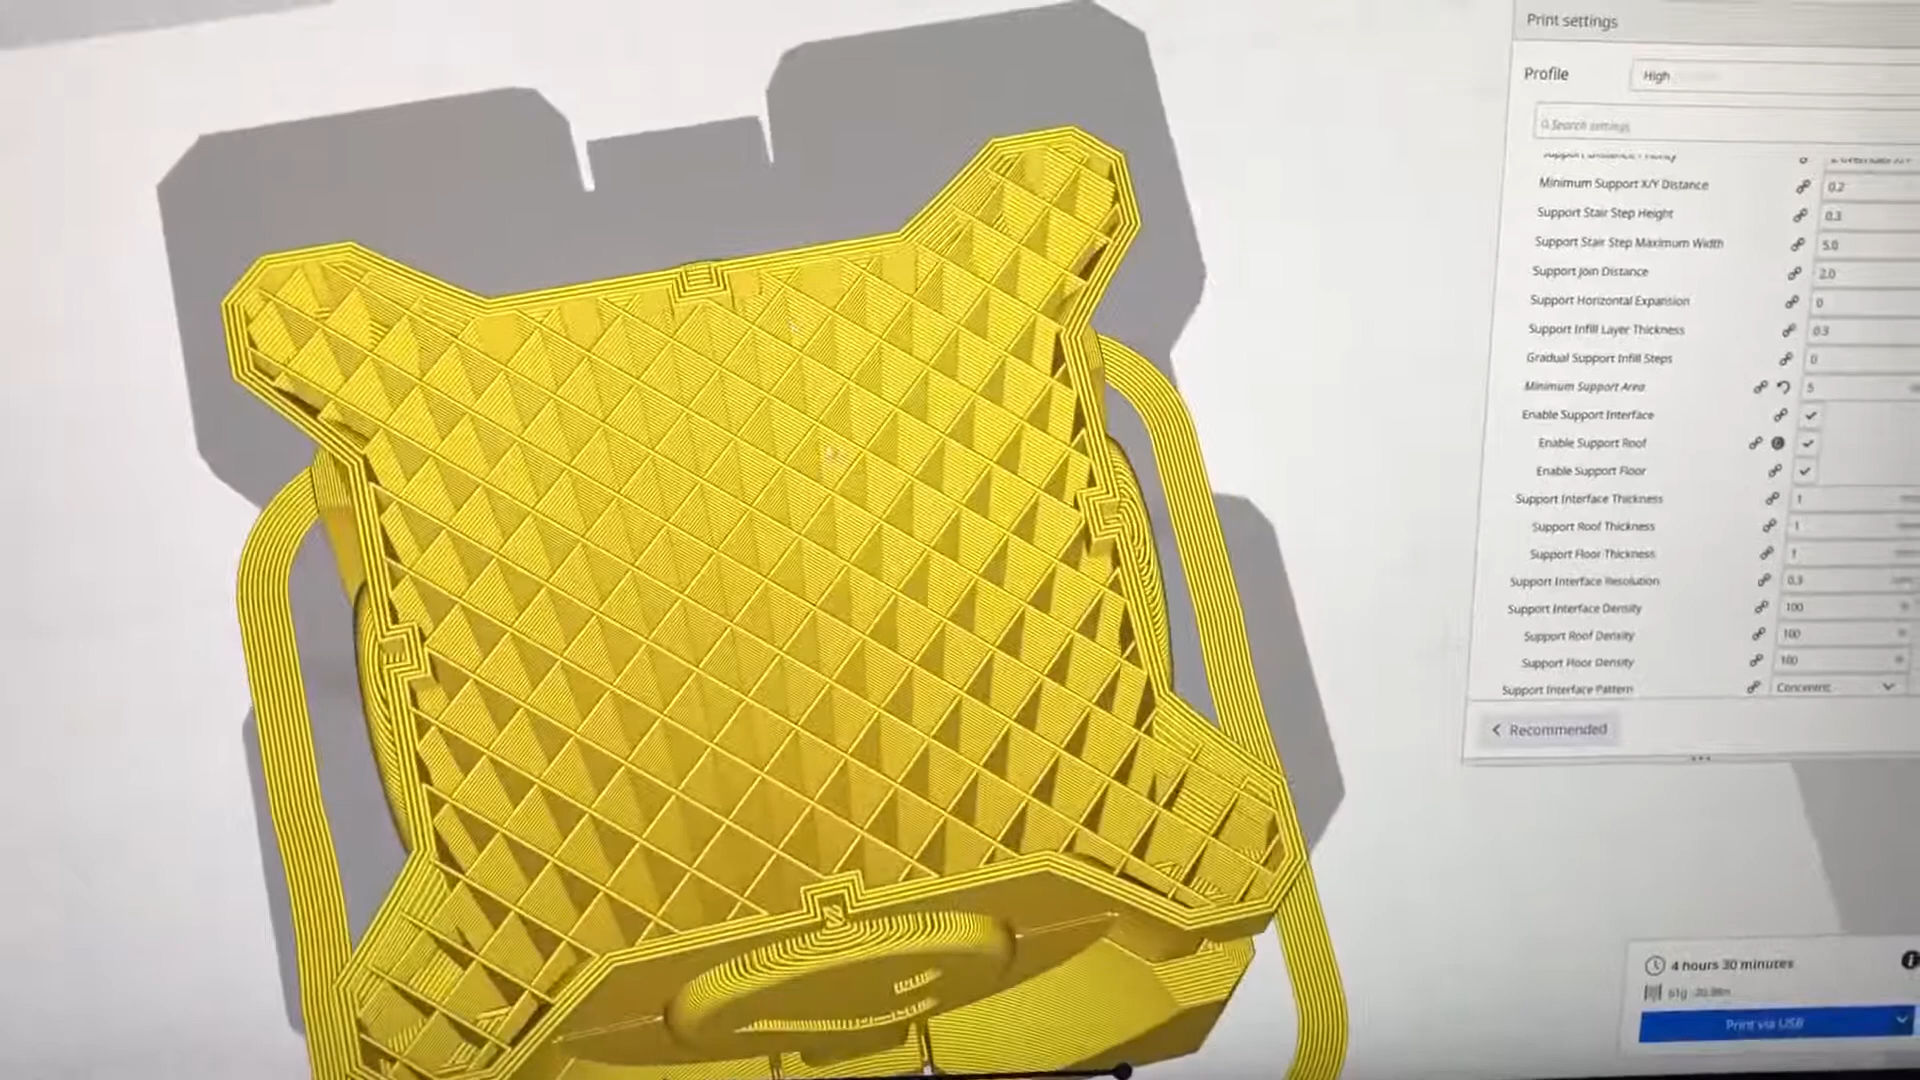 Print settings
Profile High
Search settings
Minimum Support X/Y Distance 0.2
Support Stair Step Height 0.3
Support Stair Step Maximum Width 5.0
Support Join Distance 2.0
Support Horizontal Expansion 0
Support Infill Layer Thickness 0.3
Gradual Support Infill Steps 0
Minimum Support Area 5
Enable Support Interface
Enable Support Roof
Enable Support Floor
Support Interface Thickness 1
Support Roof Thickness 1
Support Floor Thickness 1
Support Interface Resolution 0.3
Support Interface Density 100
Support Roof Density 100
Support Floor Density 100
Support Interface Pattern Concentric
Recommended
4 hours 30 minutes
61g
Print via USB